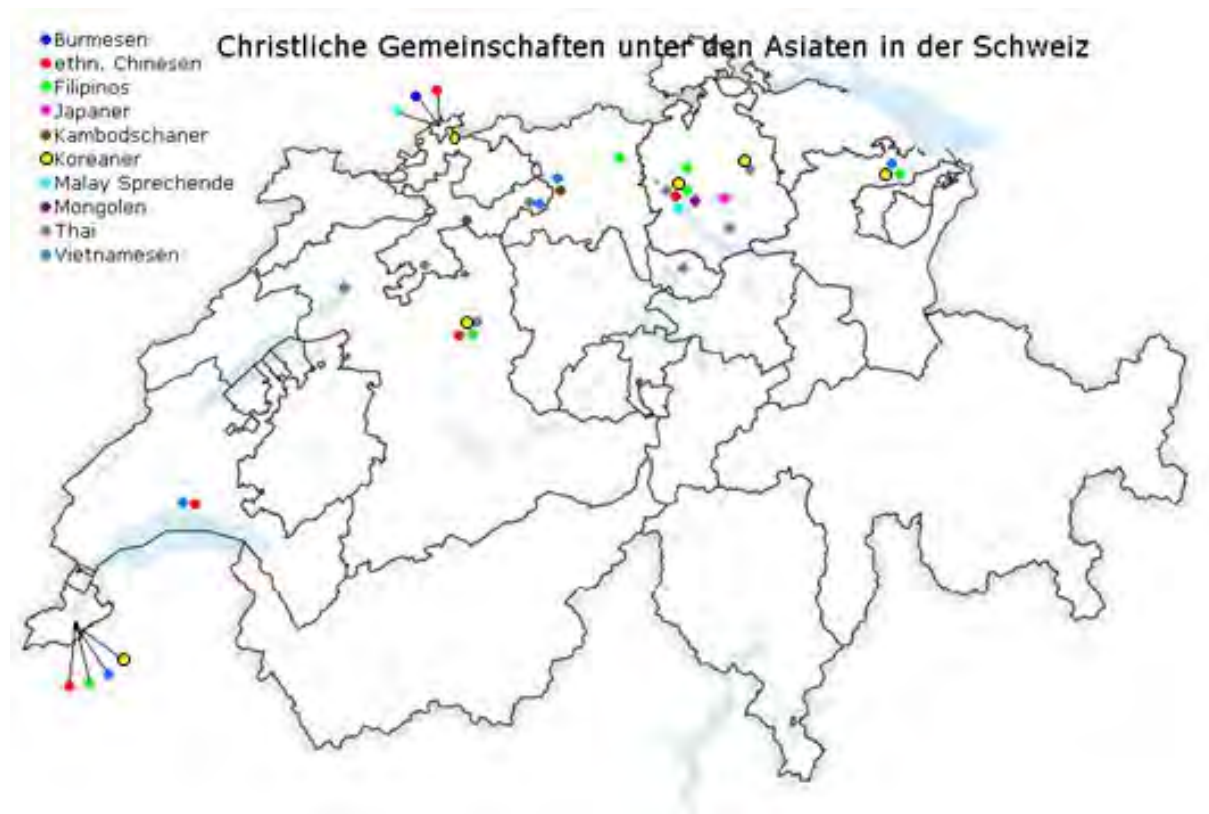 Christliche Gemeinschaften unter den Asiaten in der Schweiz
Burmesen
ethn. Chinesen
Filipinos
Japaner
Kambodschaner
Koreaner
Malay Sprechende
Mongolen
Thai
Vietnamesen